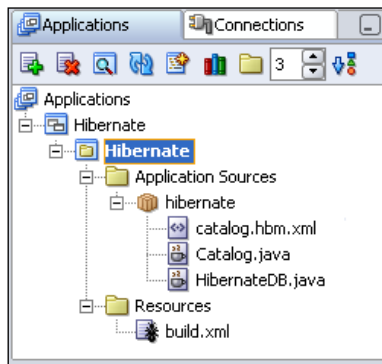 Applications
Connections
3
Applications
Hibernate
Hibernate
Application Sources
hibernate
catalog.hbm.xml
Catalog.java
HibernateDB.java
Resources
build.xml